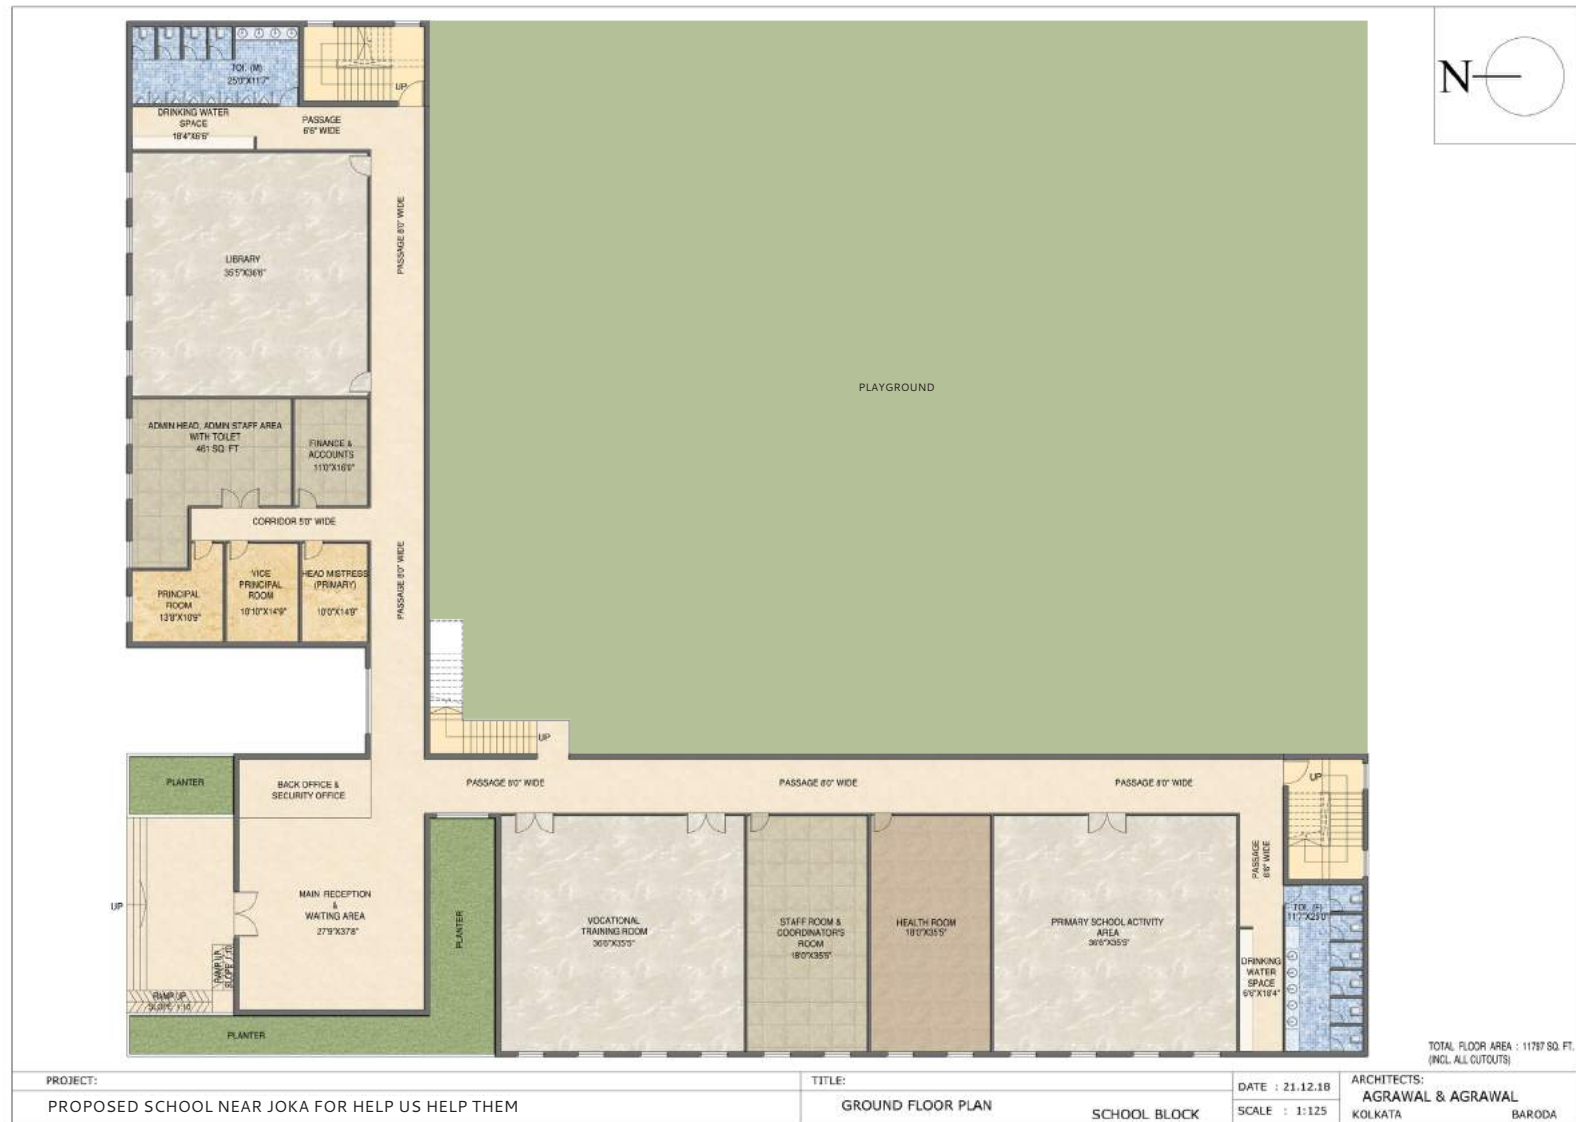 TOI. (M)
25'0"X11'7"
UP
DRINKING WATER
SPACE
18'4"X6'6"
PASSAGE
6'6" WIDE
N
PASSAGE 8'0" WIDE
LIBRARY
35'5"X36'6"
PLAYGROUND
ADMIN HEAD, ADMIN STAFF AREA
WITH TOILET
461 SQ. FT
FINANCE &
ACCOUNTS
11'0"X16'0"
CORRIDOR 5'0" WIDE
PASSAGE 8'0" WIDE
PRINCIPAL
ROOM
13'8"X10'9"
VICE
PRINCIPAL
ROOM
10'10"X14'9"
HEAD MISTRESS
(PRIMARY)
10'0"X14'9"
UP
PLANTER
BACK OFFICE &
SECURITY OFFICE
PASSAGE 8'0" WIDE
PASSAGE 8'0" WIDE
PASSAGE 8'0" WIDE
UP
PASSAGE
6'6" WIDE
UP
MAIN RECEPTION
&
WAITING AREA
27'9"X37'8"
PLANTER
VOCATIONAL
TRAINING ROOM
36'6"X35'5"
STAFF ROOM &
COORDINATOR'S
ROOM
18'0"X35'5"
HEALTH ROOM
18'0"X35'5"
PRIMARY SCHOOL ACTIVITY
AREA
36'6"X35'5"
TOI. (F)
11'7"X25'0"
DRINKING
WATER
SPACE
6'6"X18'4"
RAMP UP
SLOPE 1:10
RAMP UP
SLOPE 1:10
PLANTER
TOTAL FLOOR AREA : 11797 SQ. FT.
(INCL. ALL CUTOUTS)
PROJECT:
PROPOSED SCHOOL NEAR JOKA FOR HELP US HELP THEM
TITLE:
GROUND FLOOR PLAN
SCHOOL BLOCK
DATE : 21.12.18
SCALE : 1:125
ARCHITECTS:
AGRAWAL & AGRAWAL
KOLKATA BARODA